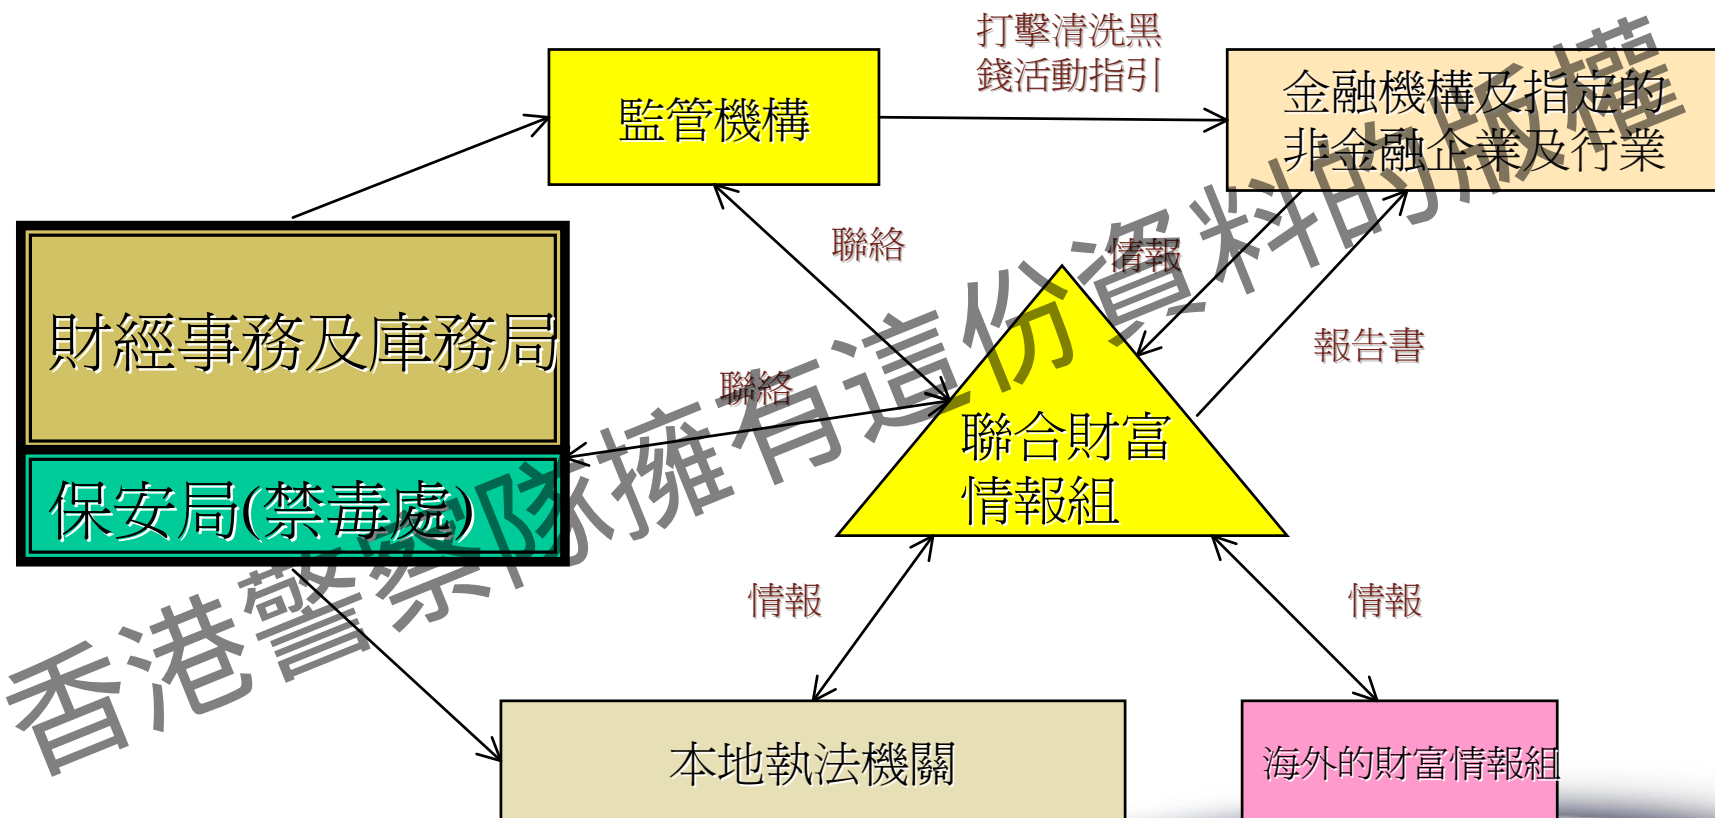 打擊清洗黑
錢活動指引
監管機構
金融機構及指定的
非金融企業及行業
聯絡
情報
財經事務及庫務局
報告書
聯絡
聯合財富
情報組
保安局(禁毒處)
情報
情報
本地執法機關
海外的財富情報組
香港警察隊擁有這份資料的版權